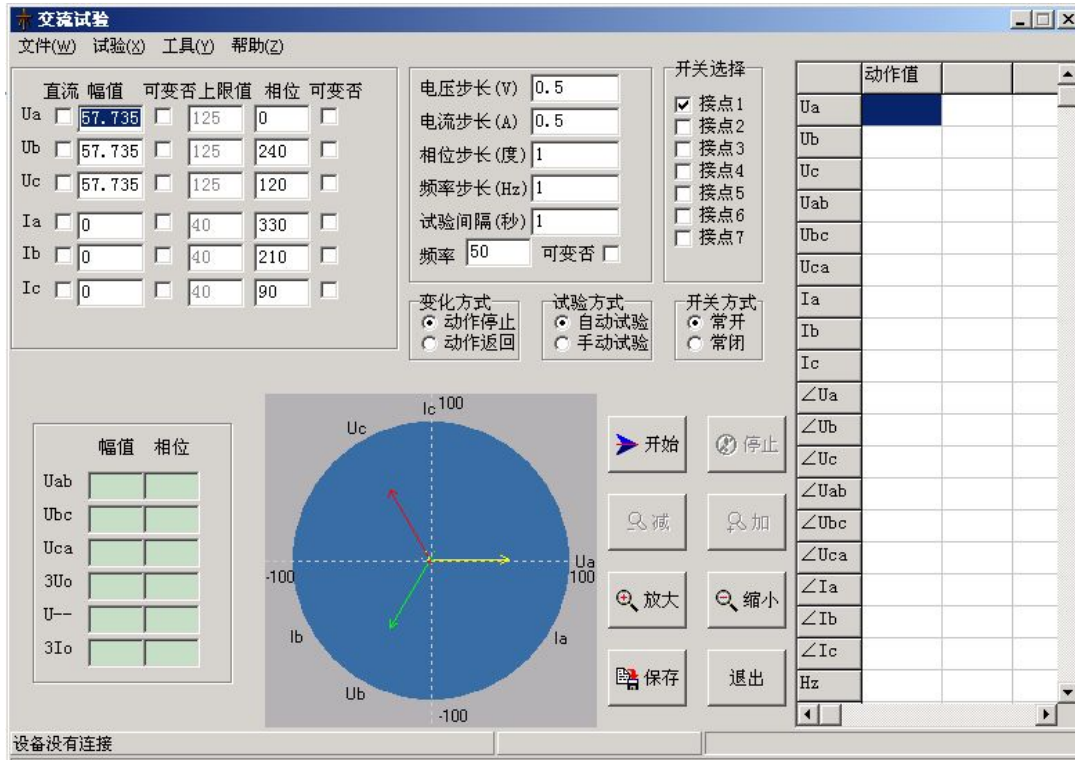 交流试验
文件(W) 试验(X) 工具(Y) 帮助(Z)
直流 幅值 可变否 上限值 相位 可变否
Ua 57.735 125 0
Ub 57.735 125 240
Uc 57.735 125 120
Ia 0 40 330
Ib 0 40 210
Ic 0 40 90
电压步长(V) 0.5
电流步长(A) 0.5
相位步长(度) 1
频率步长(Hz) 1
试验间隔(秒) 1
频率 50 可变否
开关选择
接点1
接点2
接点3
接点4
接点5
接点6
接点7
变化方式
动作停止
动作返回
试验方式
自动试验
手动试验
开关方式
常开
常闭
幅值 相位
Uab
Ubc
Uca
3Uo
U--
3Io
Ic 100
Uc
Ua
-100 100
Ib Ia
Ub
-100
开始 停止
减 加
放大 缩小
保存 退出
动作值
Ua
Ub
Uc
Uab
Ubc
Uca
Ia
Ib
Ic
∠Ua
∠Ub
∠Uc
∠Uab
∠Ubc
∠Uca
∠Ia
∠Ib
∠Ic
Hz
设备没有连接